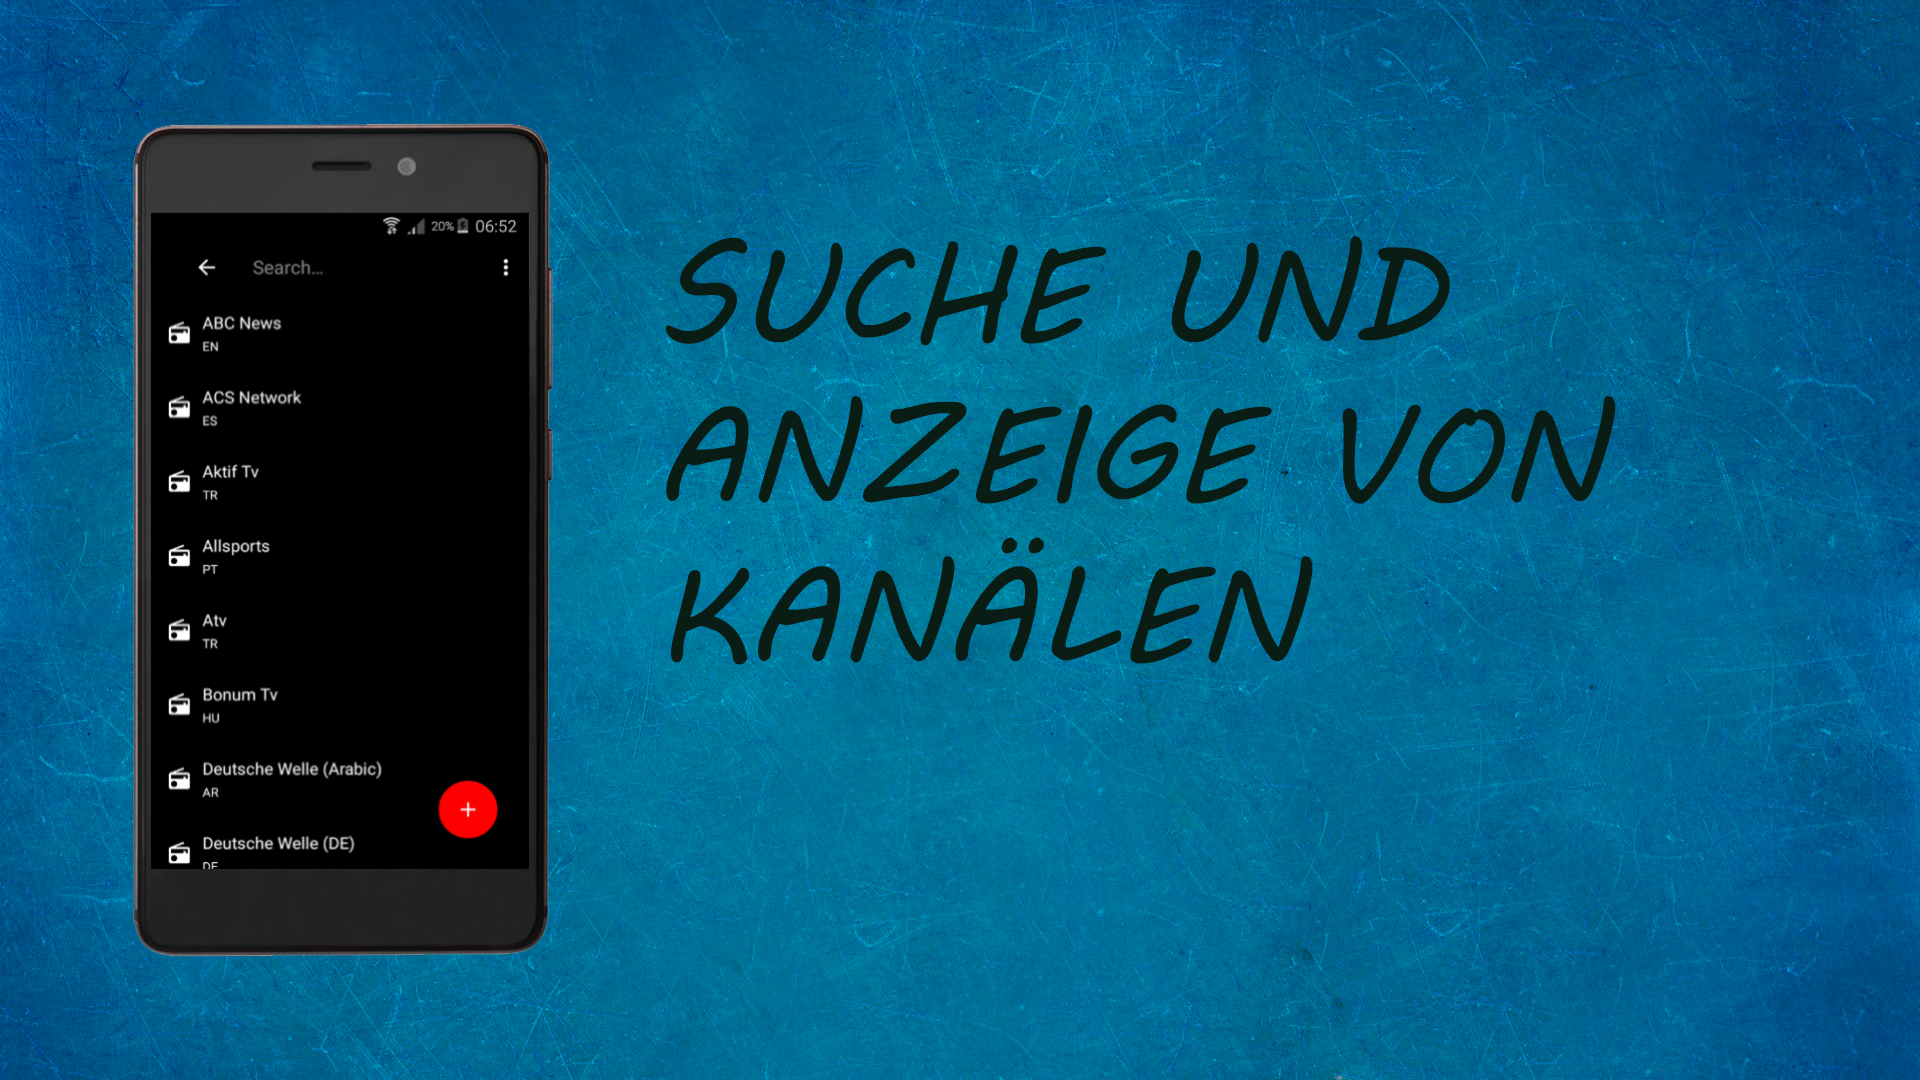 20% 06:52
Search...
ABC News
EN
ACS Network
ES
Aktif Tv
TR
Allsports
PT
Atv
TR
Bonum Tv
HU
Deutsche Welle (Arabic)
AR
Deutsche Welle (DE)
DE
SUCHE UND
ANZEIGE VON
KANÄLEN